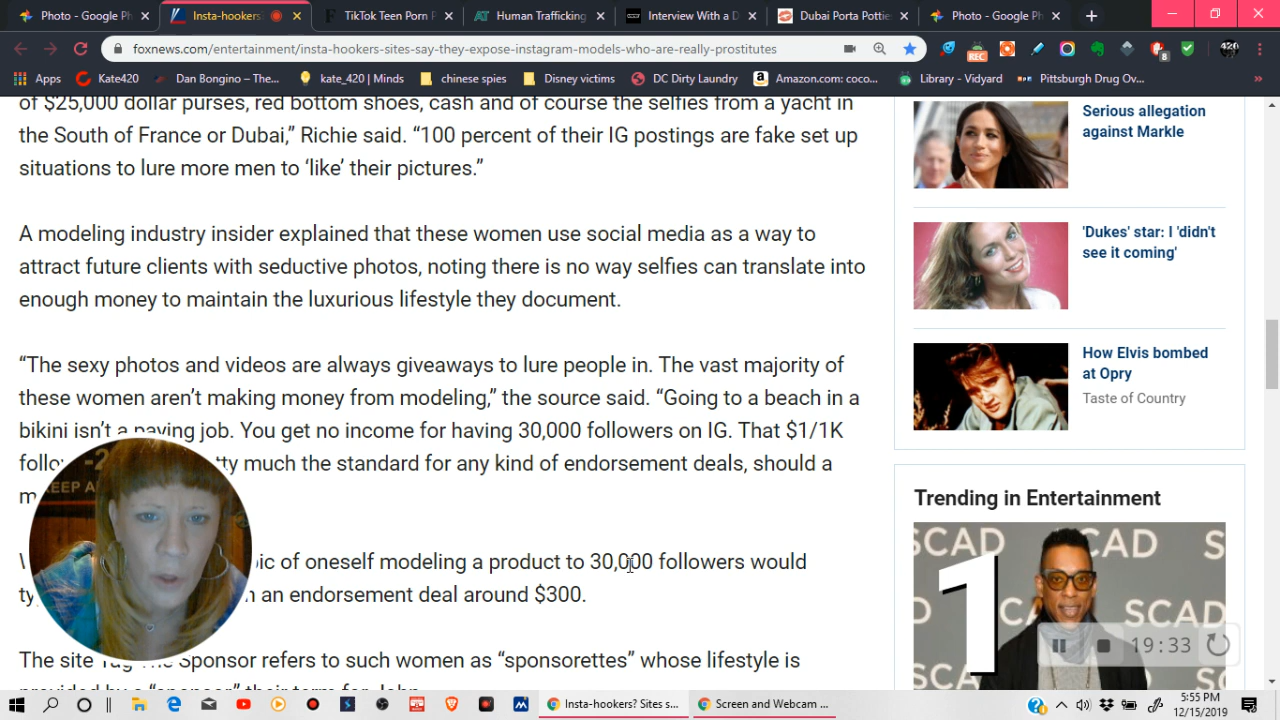 Photo - Google Ph
Insta-hookers
TikTok Teen Porn P
Human Trafficking
Interview With a D
Dubai Porta Pottie
Photo - Google Ph
foxnews.com/entertainment/insta-hookers-sites-say-they-expose-instagram-models-who-are-really-prostitutes
REC
8
420
Apps
Kate420
Dan Bongino – The...
kate_420 | Minds
chinese spies
Disney victims
DC Dirty Laundry
Amazon.com: coco...
Library - Vidyard
Pittsburgh Drug Ov...
»
of $25,000 dollar purses, red bottom shoes, cash and of course the selfies from a yacht in
the South of France or Dubai,” Richie said. “100 percent of their IG postings are fake set up
situations to lure more men to ‘like’ their pictures.”
A modeling industry insider explained that these women use social media as a way to
attract future clients with seductive photos, noting there is no way selfies can translate into
enough money to maintain the luxurious lifestyle they document.
“The sexy photos and videos are always giveaways to lure people in. The vast majority of
these women aren’t making money from modeling,” the source said. “Going to a beach in a
bikini isn’t a paying job. You get no income for having 30,000 followers on IG. That $1/1K
much the standard for any kind of endorsement deals, should a
pic of oneself modeling a product to 30,000 followers would
an endorsement deal around $300.
The site Tag The Sponsor refers to such women as “sponsorettes” whose lifestyle is
Serious allegation
against Markle
'Dukes' star: I 'didn't
see it coming'
How Elvis bombed
at Opry
Taste of Country
Trending in Entertainment
SCAD
SCAD
1
19:33
Insta-hookers? Sites s...
Screen and Webcam ...
5:55 PM
12/15/2019